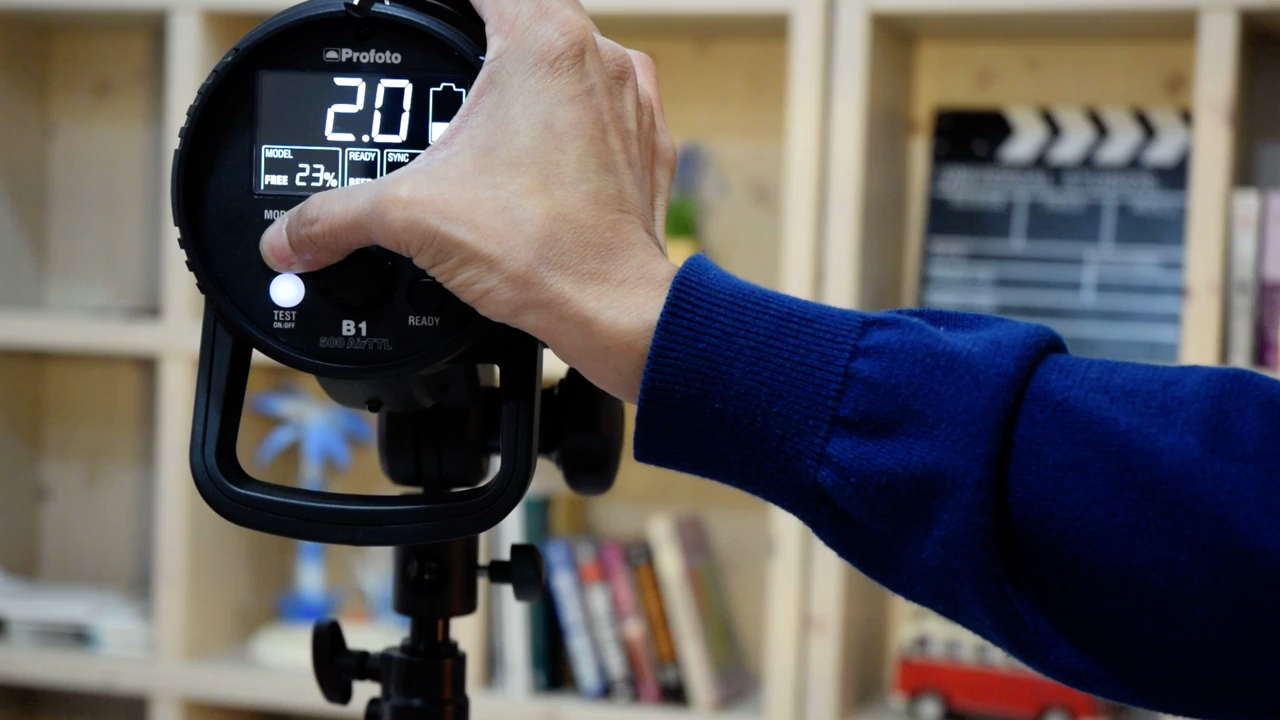 Profoto
2.0
MODEL
READY
SYNC
FREE 23%
TEST
ON/OFF
READY
B1
500 AirTTL